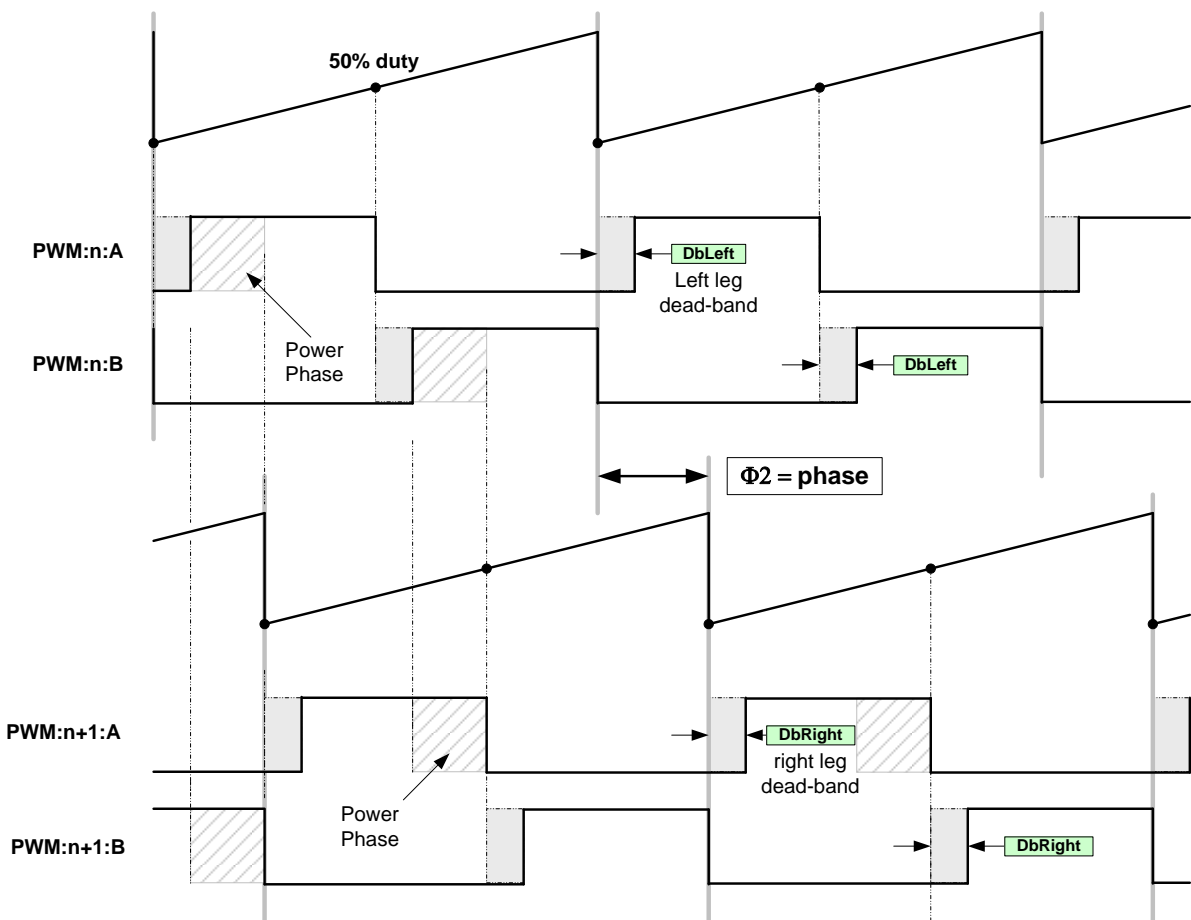 50% duty
PWM:n:A
DbLeft
Left leg
dead-band
Power
Phase
PWM:n:B
DbLeft
Φ2 = phase
PWM:n+1:A
DbRight
right leg
dead-band
Power
Phase
PWM:n+1:B
DbRight